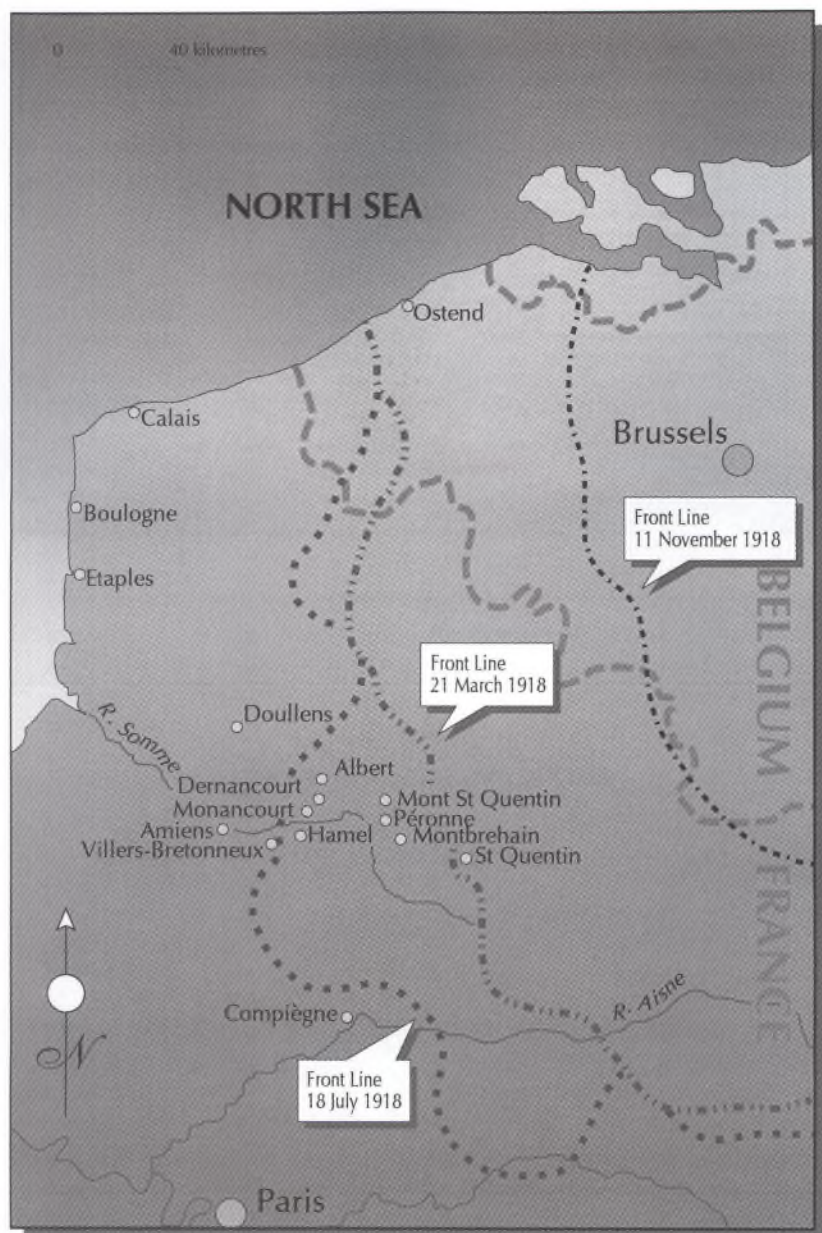 0 40 kilometres
NORTH SEA
Ostend
Calais
Brussels
Boulogne
Front Line
11 November 1918
Etaples
BELGIUM
Front Line
21 March 1918
R. Somme
Doullens
Albert
Dernancourt
Mont St Quentin
Monancourt
Péronne
Amiens
Hamel
Montbrehain
Villers-Bretonneux
St Quentin
FRANCE
R. Aisne
Compiègne
N
Front Line
18 July 1918
Paris